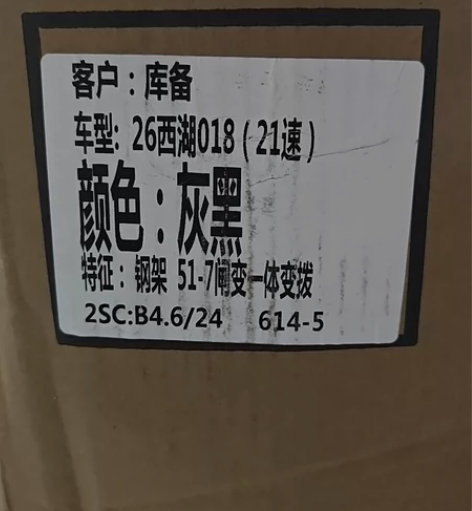 客户：库备
车型: 26西湖018（21速）
颜色：灰黑
特征：钢架 51-7闸变一体变拨
2SC:B4.6/24 614-5